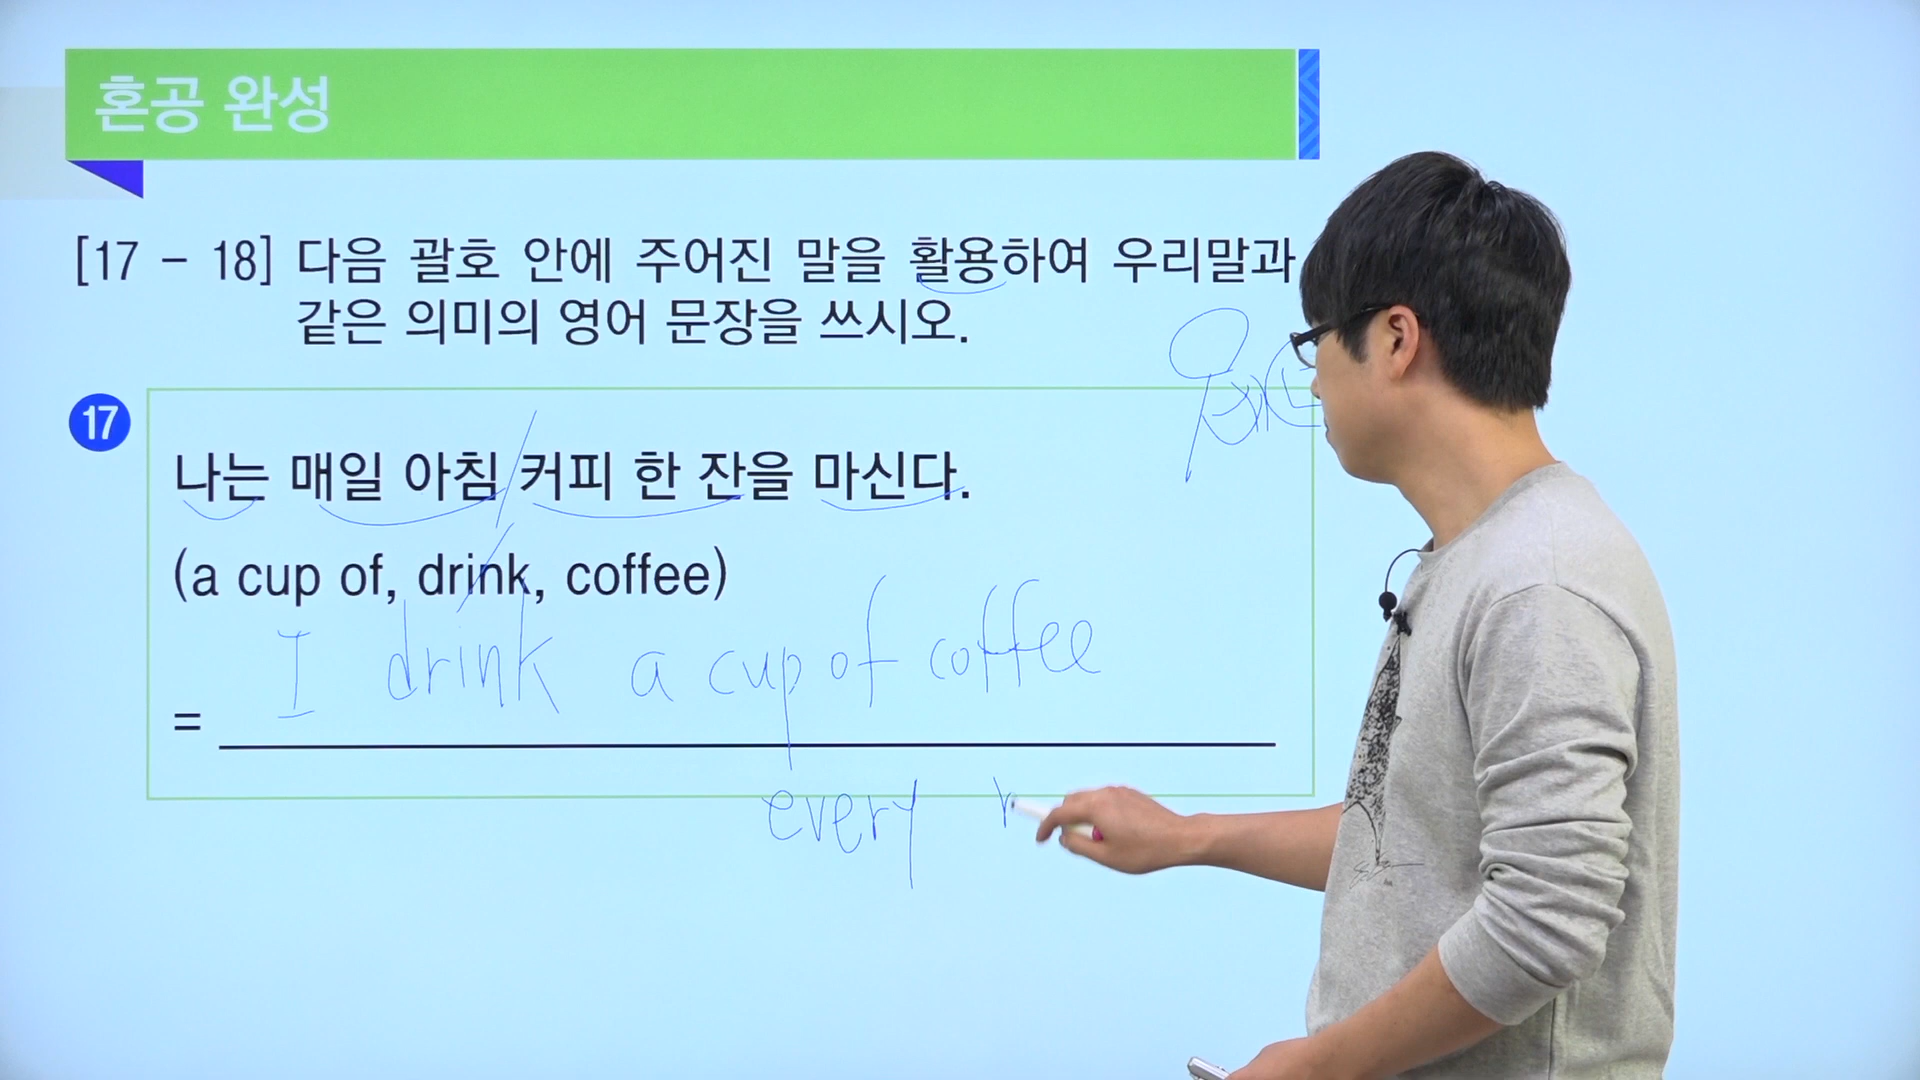 혼공 완성
[17 - 18] 다음 괄호 안에 주어진 말을 활용하여 우리말과
같은 의미의 영어 문장을 쓰시오.
17
나는 매일 아침 커피 한 잔을 마신다.
(a cup of, drink, coffee)
I drink a cup of coffee
=
every